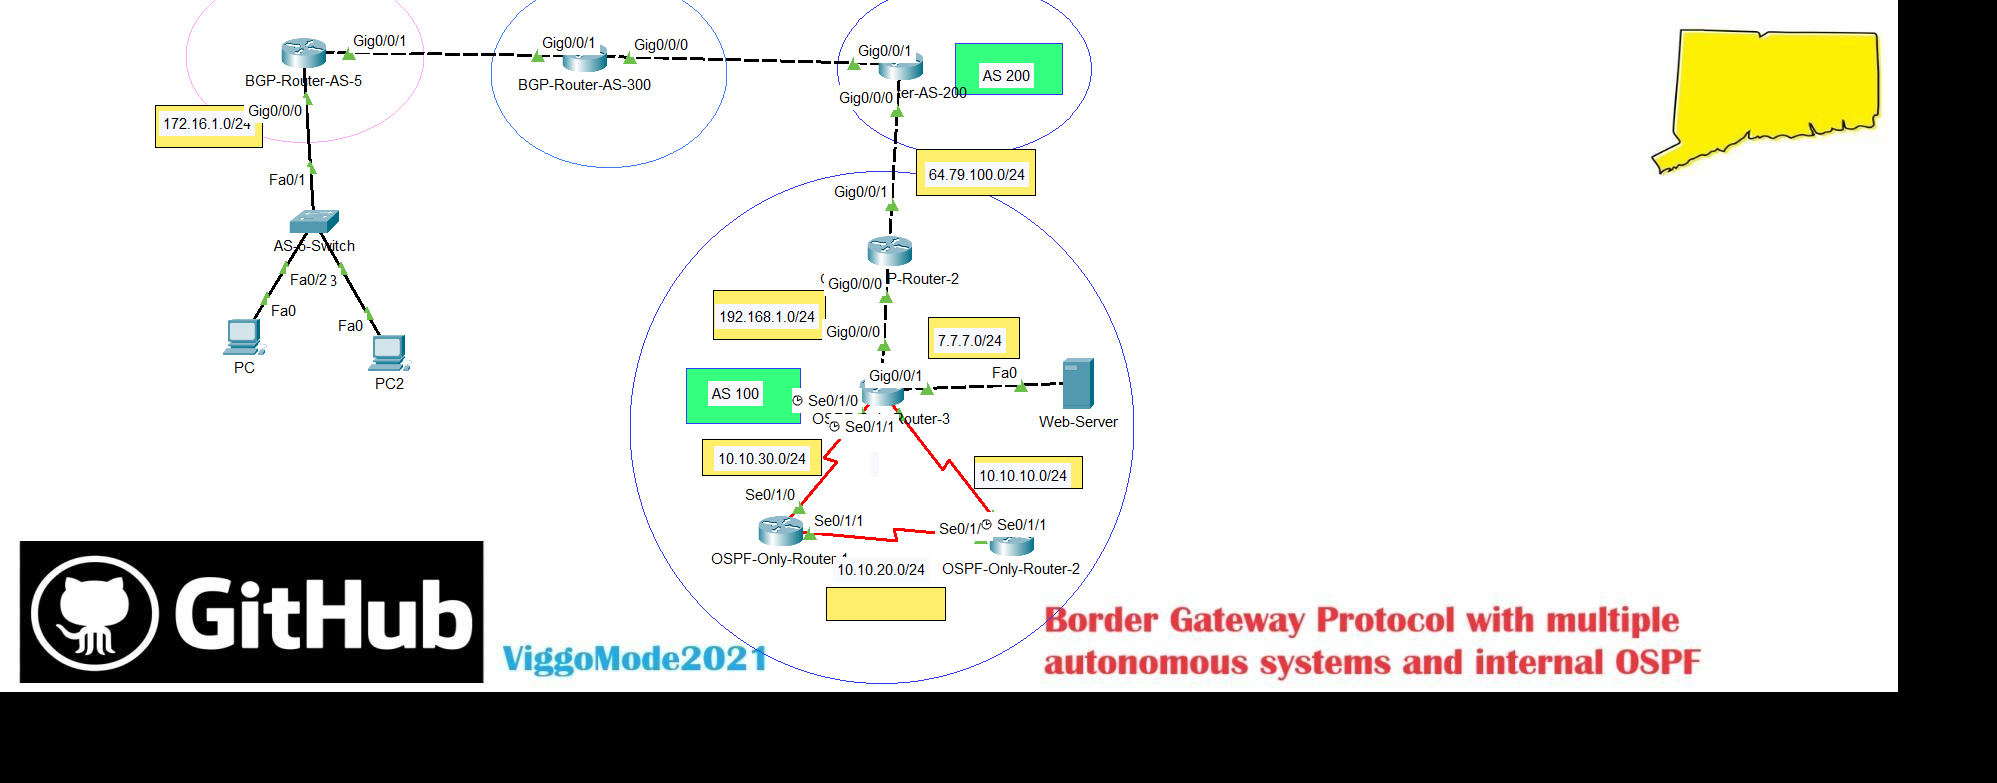 Gig0/0/1
Gig0/0/1
Gig0/0/0
Gig0/0/1
AS 200
BGP-Router-AS-5
BGP-Router-AS-300
er-AS-200
Gig0/0/0
Gig0/0/0
172.16.1.0/24
64.79.100.0/24
Fa0/1
Gig0/0/1
AS-5-Switch
Fa0/2
3
P-Router-2
Gig0/0/0
Fa0
Fa0
192.168.1.0/24
Gig0/0/0
7.7.7.0/24
PC
PC2
Gig0/0/1
Fa0
AS 100
Se0/1/0
OS
outer-3
Web-Server
Se0/1/1
10.10.30.0/24
10.10.10.0/24
Se0/1/0
Se0/1/1
Se0/1/
Se0/1/1
OSPF-Only-Router-1
10.10.20.0/24
OSPF-Only-Router-2
GitHub
ViggoMode2021
Border Gateway Protocol with multiple
autonomous systems and internal OSPF